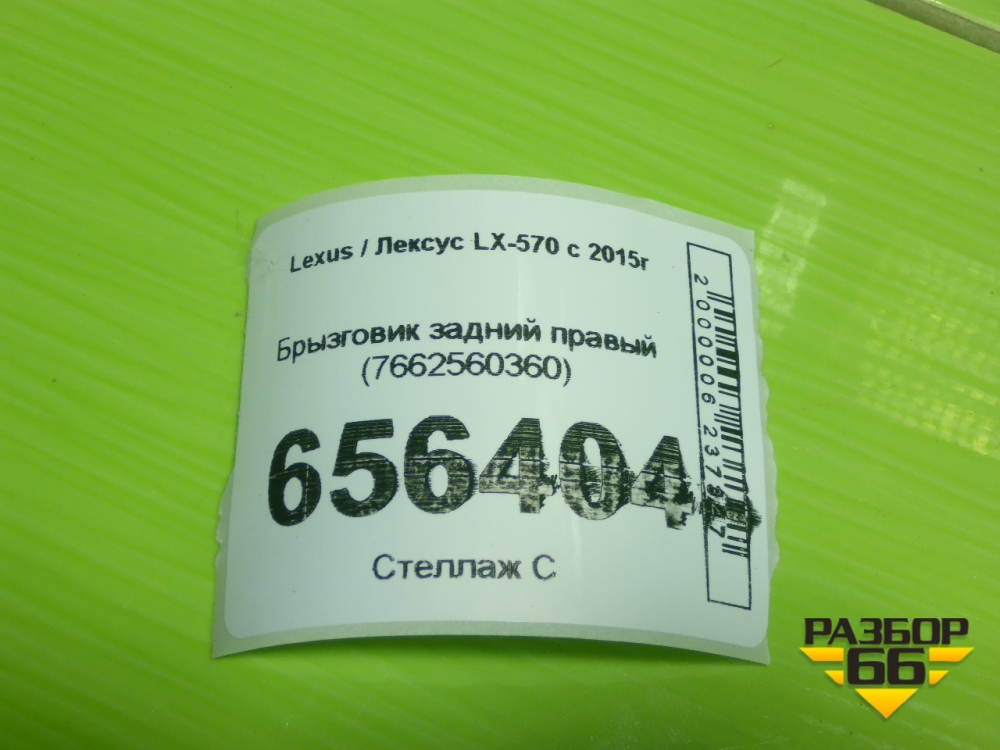 Lexus / Лексус LX-570 с 2015г
Брызговик задний правый
(7662560360)
656404
Стеллаж С
РАЗБОР
66